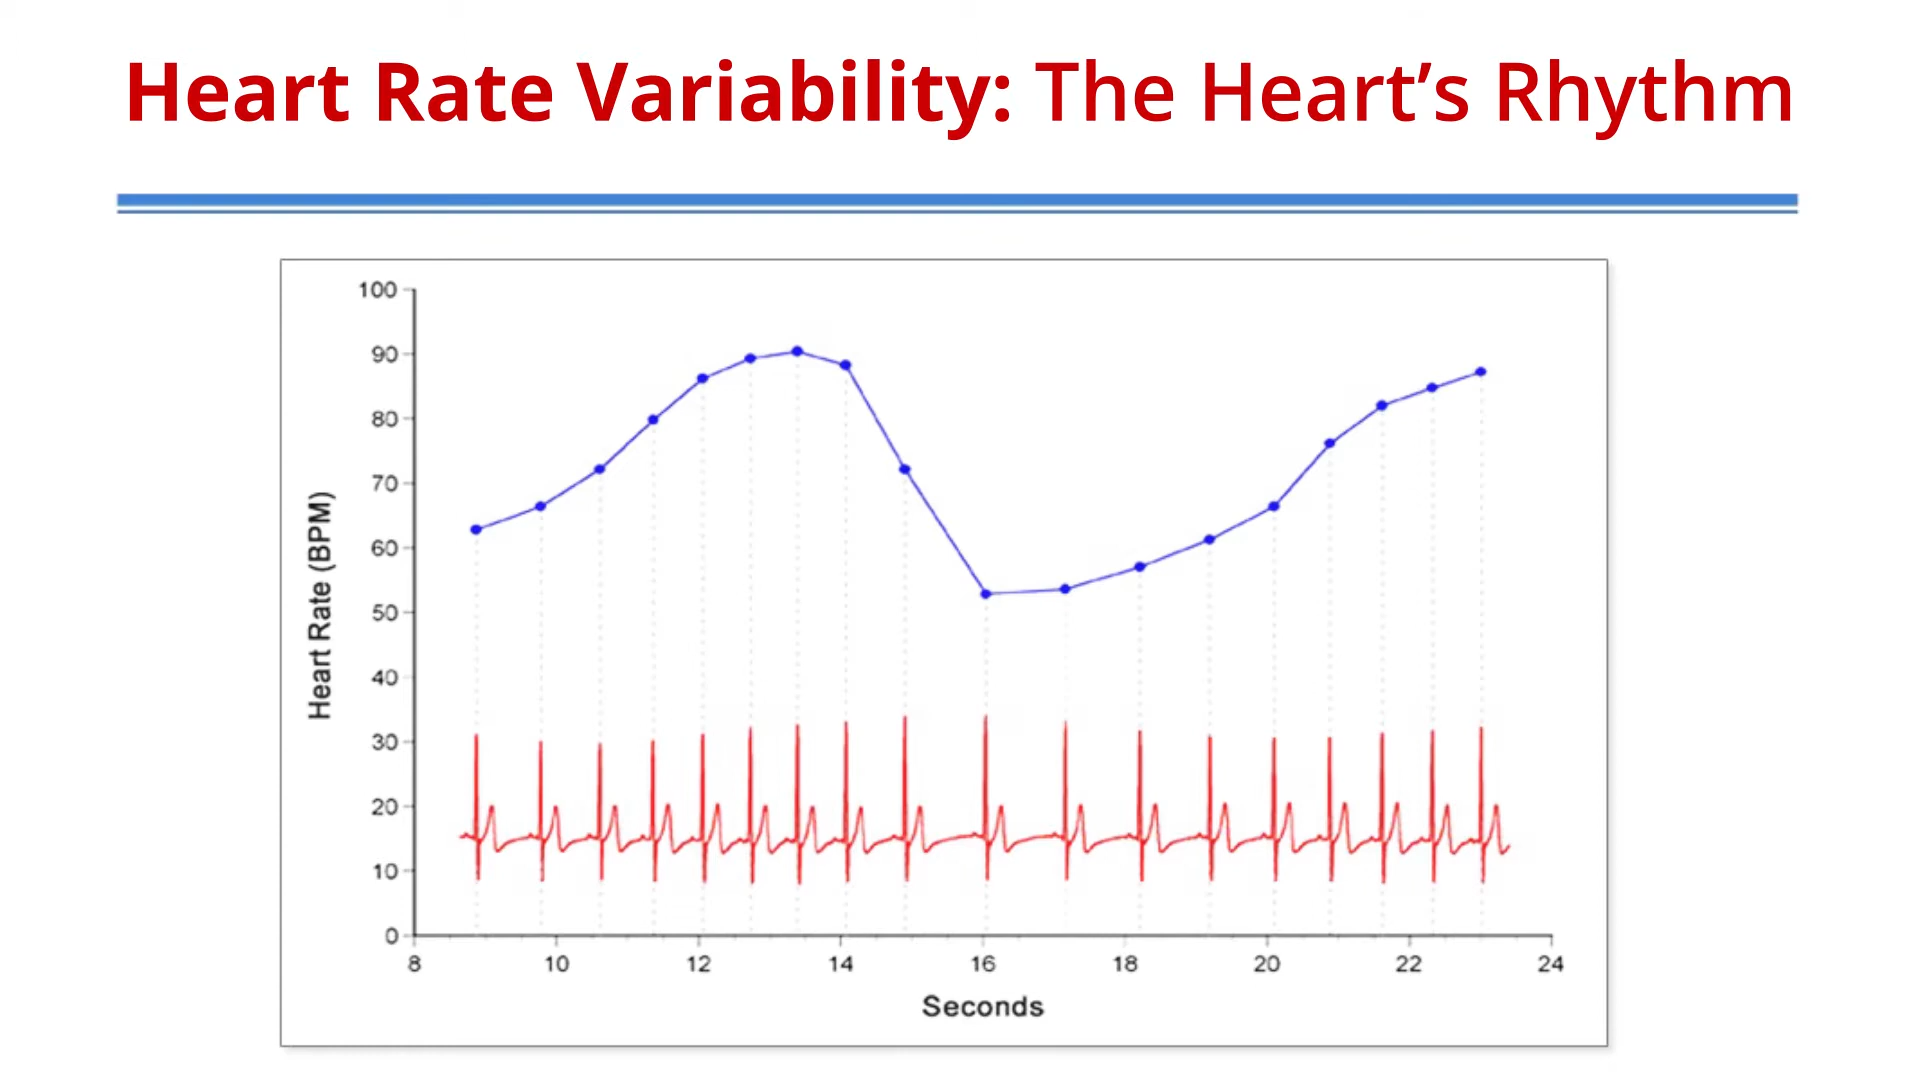 Heart Rate Variability: The Heart’s Rhythm
100
90
80
70
60
50
40
30
20
10
0
Heart Rate (BPM)
8 10 12 14 16 18 20 22 24
Seconds